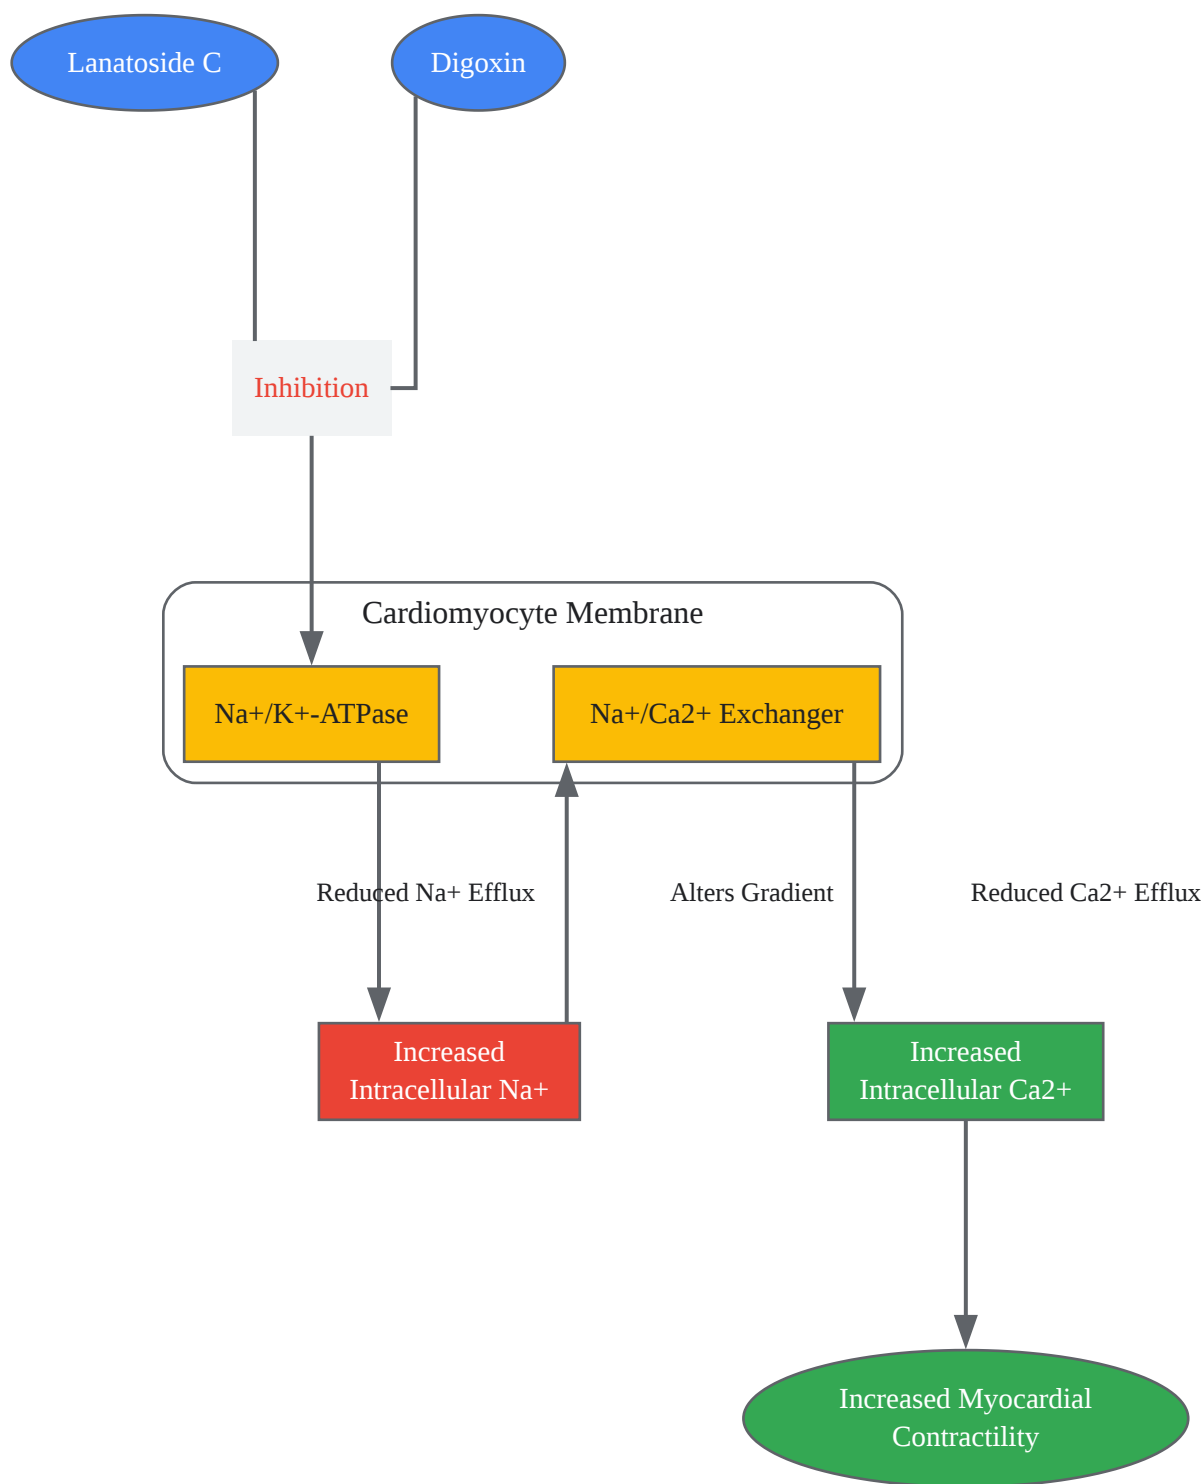 Lanatoside C
Digoxin
Inhibition
Cardiomyocyte Membrane
Na+/K+-ATPase
Na+/Ca2+ Exchanger
Reduced Na+ Efflux
Alters Gradient
Reduced Ca2+ Efflux
Increased
Intracellular Na+
Increased
Intracellular Ca2+
Increased Myocardial
Contractility